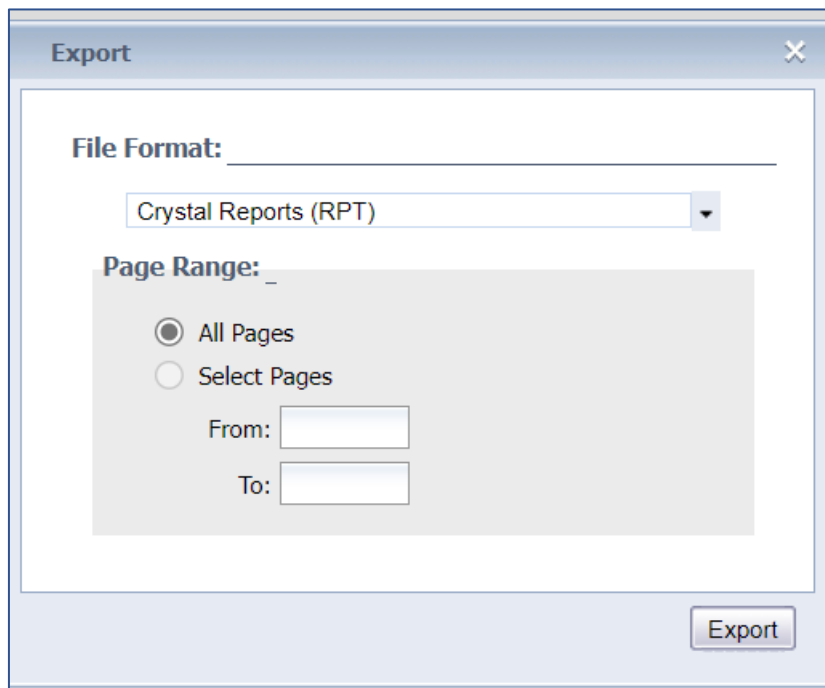 Export
File Format:
Crystal Reports (RPT)
Page Range:
All Pages
Select Pages
From:
To:
Export